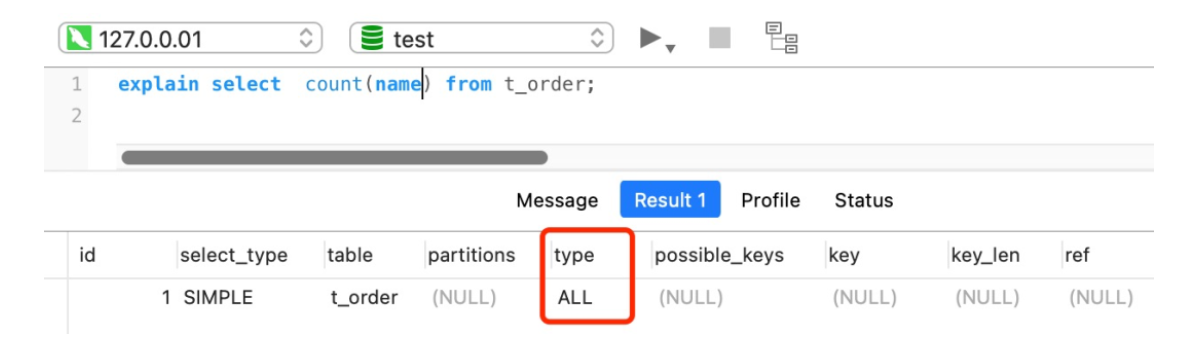 127.0.0.01 test
1 explain select count(name) from t_order;
2
Message Result 1 Profile Status
id select_type table partitions type possible_keys key key_len ref
1 SIMPLE t_order (NULL) ALL (NULL) (NULL) (NULL) (NULL)